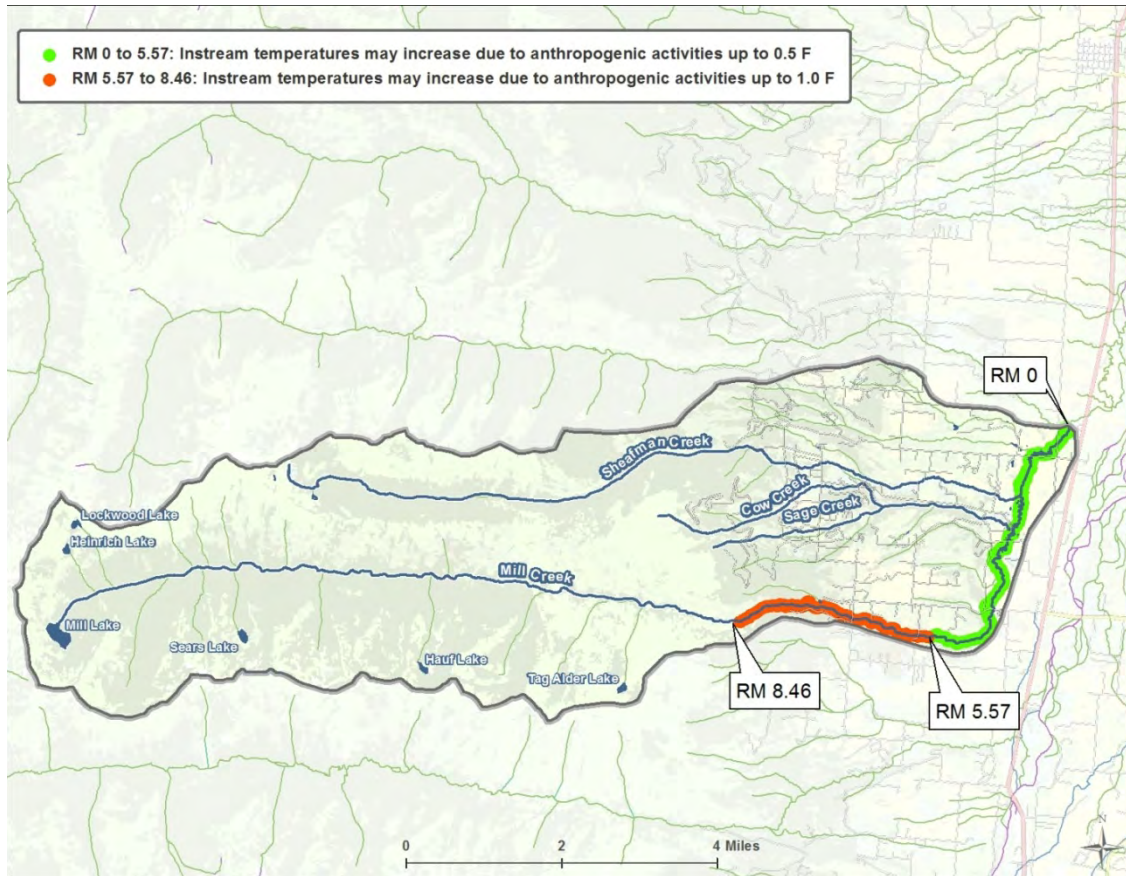 RM 0 to 5.57: Instream temperatures may increase due to anthropogenic activities up to 0.5 F
RM 5.57 to 8.46: Instream temperatures may increase due to anthropogenic activities up to 1.0 F
RM 0
Sheafman Creek
Cow Creek
Sage Creek
Lockwood Lake
Heinrich Lake
Mill Creek
Mill Lake
Sears Lake
Hauf Lake
Tag Alder Lake
RM 8.46
RM 5.57
0 2 4 Miles
N